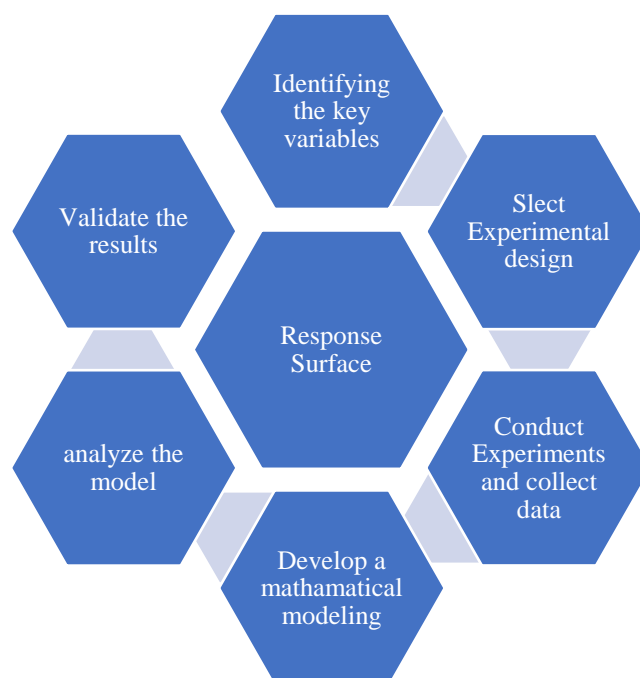 Identifying
the key
variables
Slect
Experimental
design
Conduct
Experiments
and collect
data
Develop a
mathamatical
modeling
analyze the
model
Validate the
results
Response
Surface